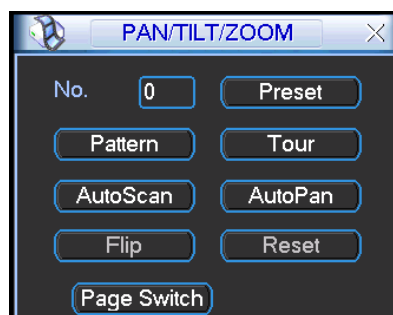 PAN/TILT/ZOOM
No. 0 Preset
Pattern Tour
AutoScan AutoPan
Flip Reset
Page Switch